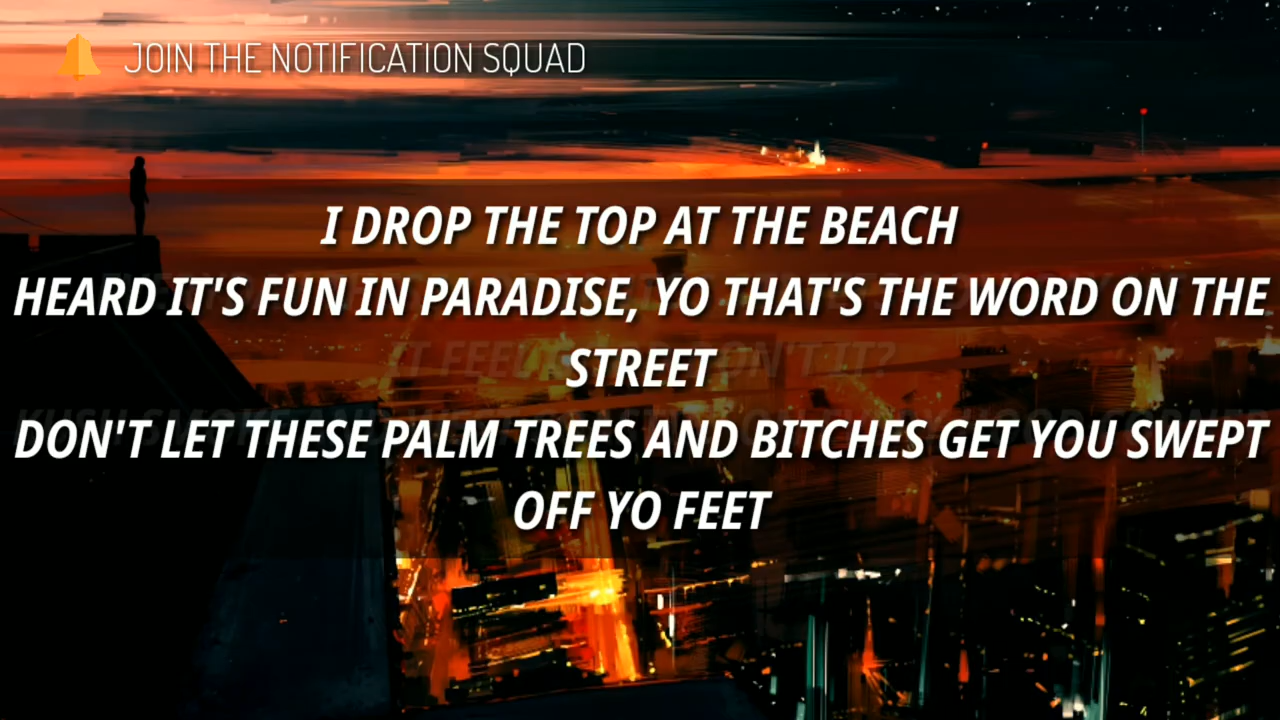 JOIN THE NOTIFICATION SQUAD
I DROP THE TOP AT THE BEACH
HEARD IT'S FUN IN PARADISE, YO THAT'S THE WORD ON THE
STREET
DON'T LET THESE PALM TREES AND BITCHES GET YOU SWEPT
OFF YO FEET